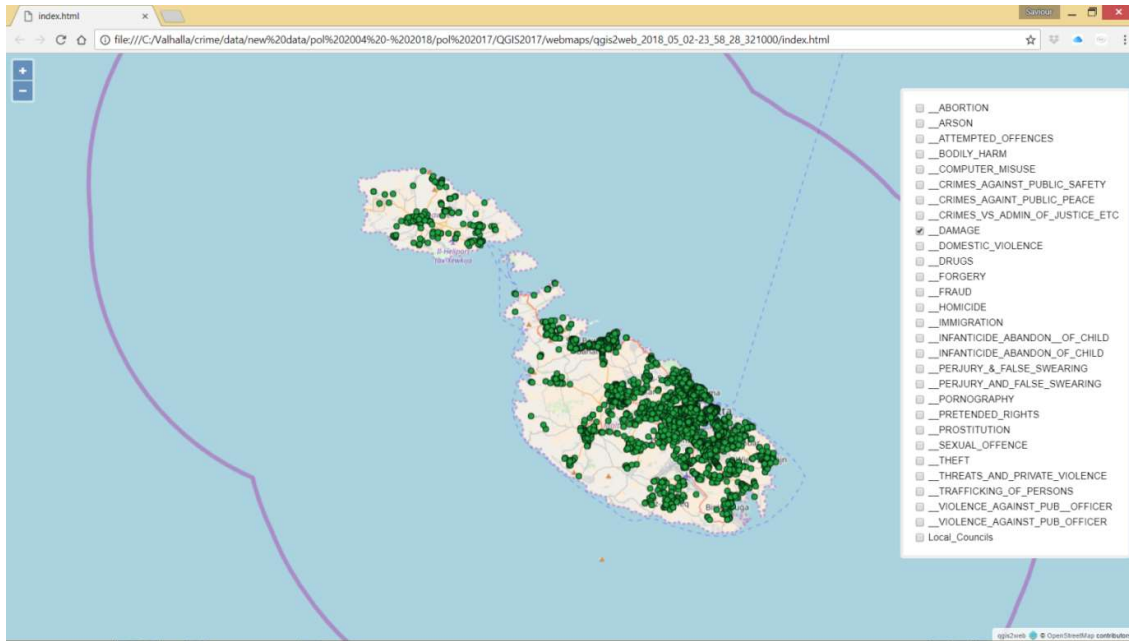 index.html
Saviour
file:///C:/Valhalla/crime/data/new%20data/pol%202004%20-%202018/pol%202017/QGIS2017/webmaps/qgis2web_2018_05_02-23_58_28_321000/index.html
+
−
__ABORTION
__ARSON
__ATTEMPTED_OFFENCES
__BODILY_HARM
__COMPUTER_MISUSE
__CRIMES_AGAINST_PUBLIC_SAFETY
__CRIMES_AGAINT_PUBLIC_PEACE
__CRIMES_VS_ADMIN_OF_JUSTICE_ETC
__DAMAGE
__DOMESTIC_VIOLENCE
__DRUGS
__FORGERY
__FRAUD
__HOMICIDE
__IMMIGRATION
__INFANTICIDE_ABANDON__OF_CHILD
__INFANTICIDE_ABANDON_OF_CHILD
__PERJURY_&_FALSE_SWEARING
__PERJURY_AND_FALSE_SWEARING
__PORNOGRAPHY
__PRETENDED_RIGHTS
__PROSTITUTION
__SEXUAL_OFFENCE
__THEFT
__THREATS_AND_PRIVATE_VIOLENCE
__TRAFFICKING_OF_PERSONS
__VIOLENCE_AGAINST_PUB__OFFICER
__VIOLENCE_AGAINST_PUB_OFFICER
Local_Councils
qgis2web © OpenStreetMap contributors